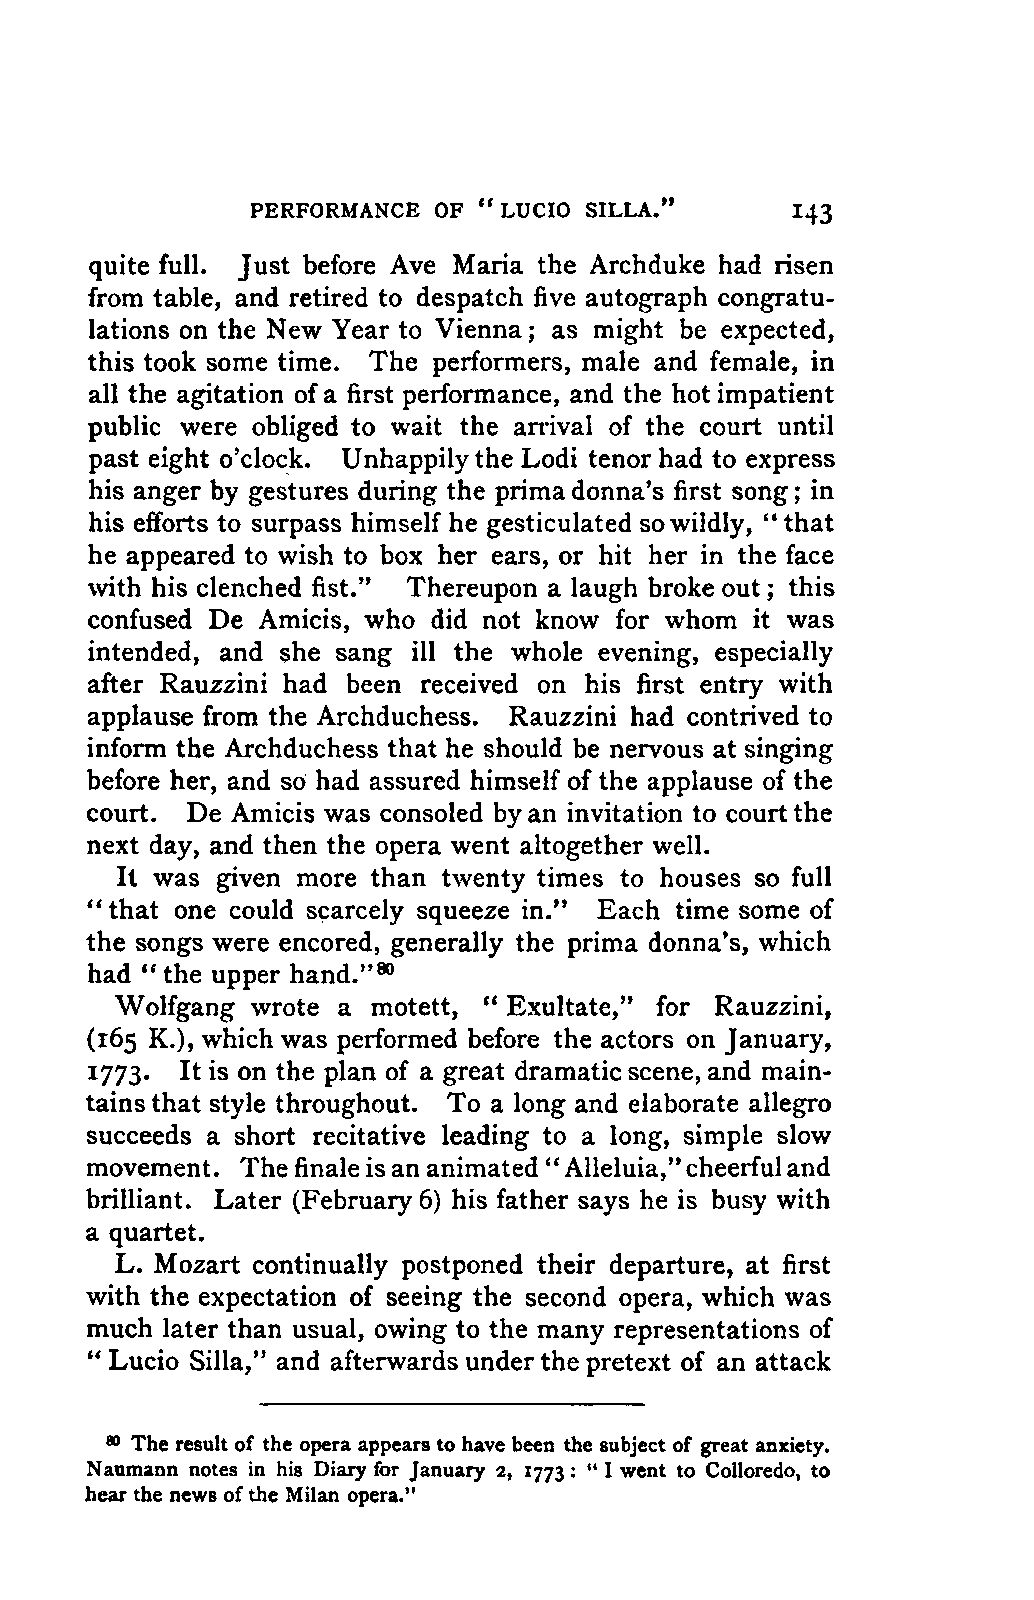 PERFORMANCE OF "LUCIO SILLA." 143
quite full. Just before Ave Maria the Archduke had risen
from table, and retired to despatch five autograph congratu-
lations on the New Year to Vienna; as might be expected,
this took some time. The performers, male and female, in
all the agitation of a first performance, and the hot impatient
public were obliged to wait the arrival of the court until
past eight o'clock. Unhappily the Lodi tenor had to express
his anger by gestures during the prima donna's first song; in
his efforts to surpass himself he gesticulated so wildly, "that
he appeared to wish to box her ears, or hit her in the face
with his clenched fist." Thereupon a laugh broke out; this
confused De Amicis, who did not know for whom it was
intended, and she sang ill the whole evening, especially
after Rauzzini had been received on his first entry with
applause from the Archduchess. Rauzzini had contrived to
inform the Archduchess that he should be nervous at singing
before her, and so had assured himself of the applause of the
court. De Amicis was consoled by an invitation to court the
next day, and then the opera went altogether well.
It was given more than twenty times to houses so full
"that one could scarcely squeeze in." Each time some of
the songs were encored, generally the prima donna's, which
had "the upper hand."80
Wolfgang wrote a motett, "Exultate," for Rauzzini,
(165 K.), which was performed before the actors on January,
1773. It is on the plan of a great dramatic scene, and main-
tains that style throughout. To a long and elaborate allegro
succeeds a short recitative leading to a long, simple slow
movement. The finale is an animated "Alleluia," cheerful and
brilliant. Later (February 6) his father says he is busy with
a quartet.
L. Mozart continually postponed their departure, at first
with the expectation of seeing the second opera, which was
much later than usual, owing to the many representations of
"Lucio Silla," and afterwards under the pretext of an attack
80 The result of the opera appears to have been the subject of great anxiety.
Naumann notes in his Diary for January 2, 1773: "I went to Colloredo, to
hear the news of the Milan opera."